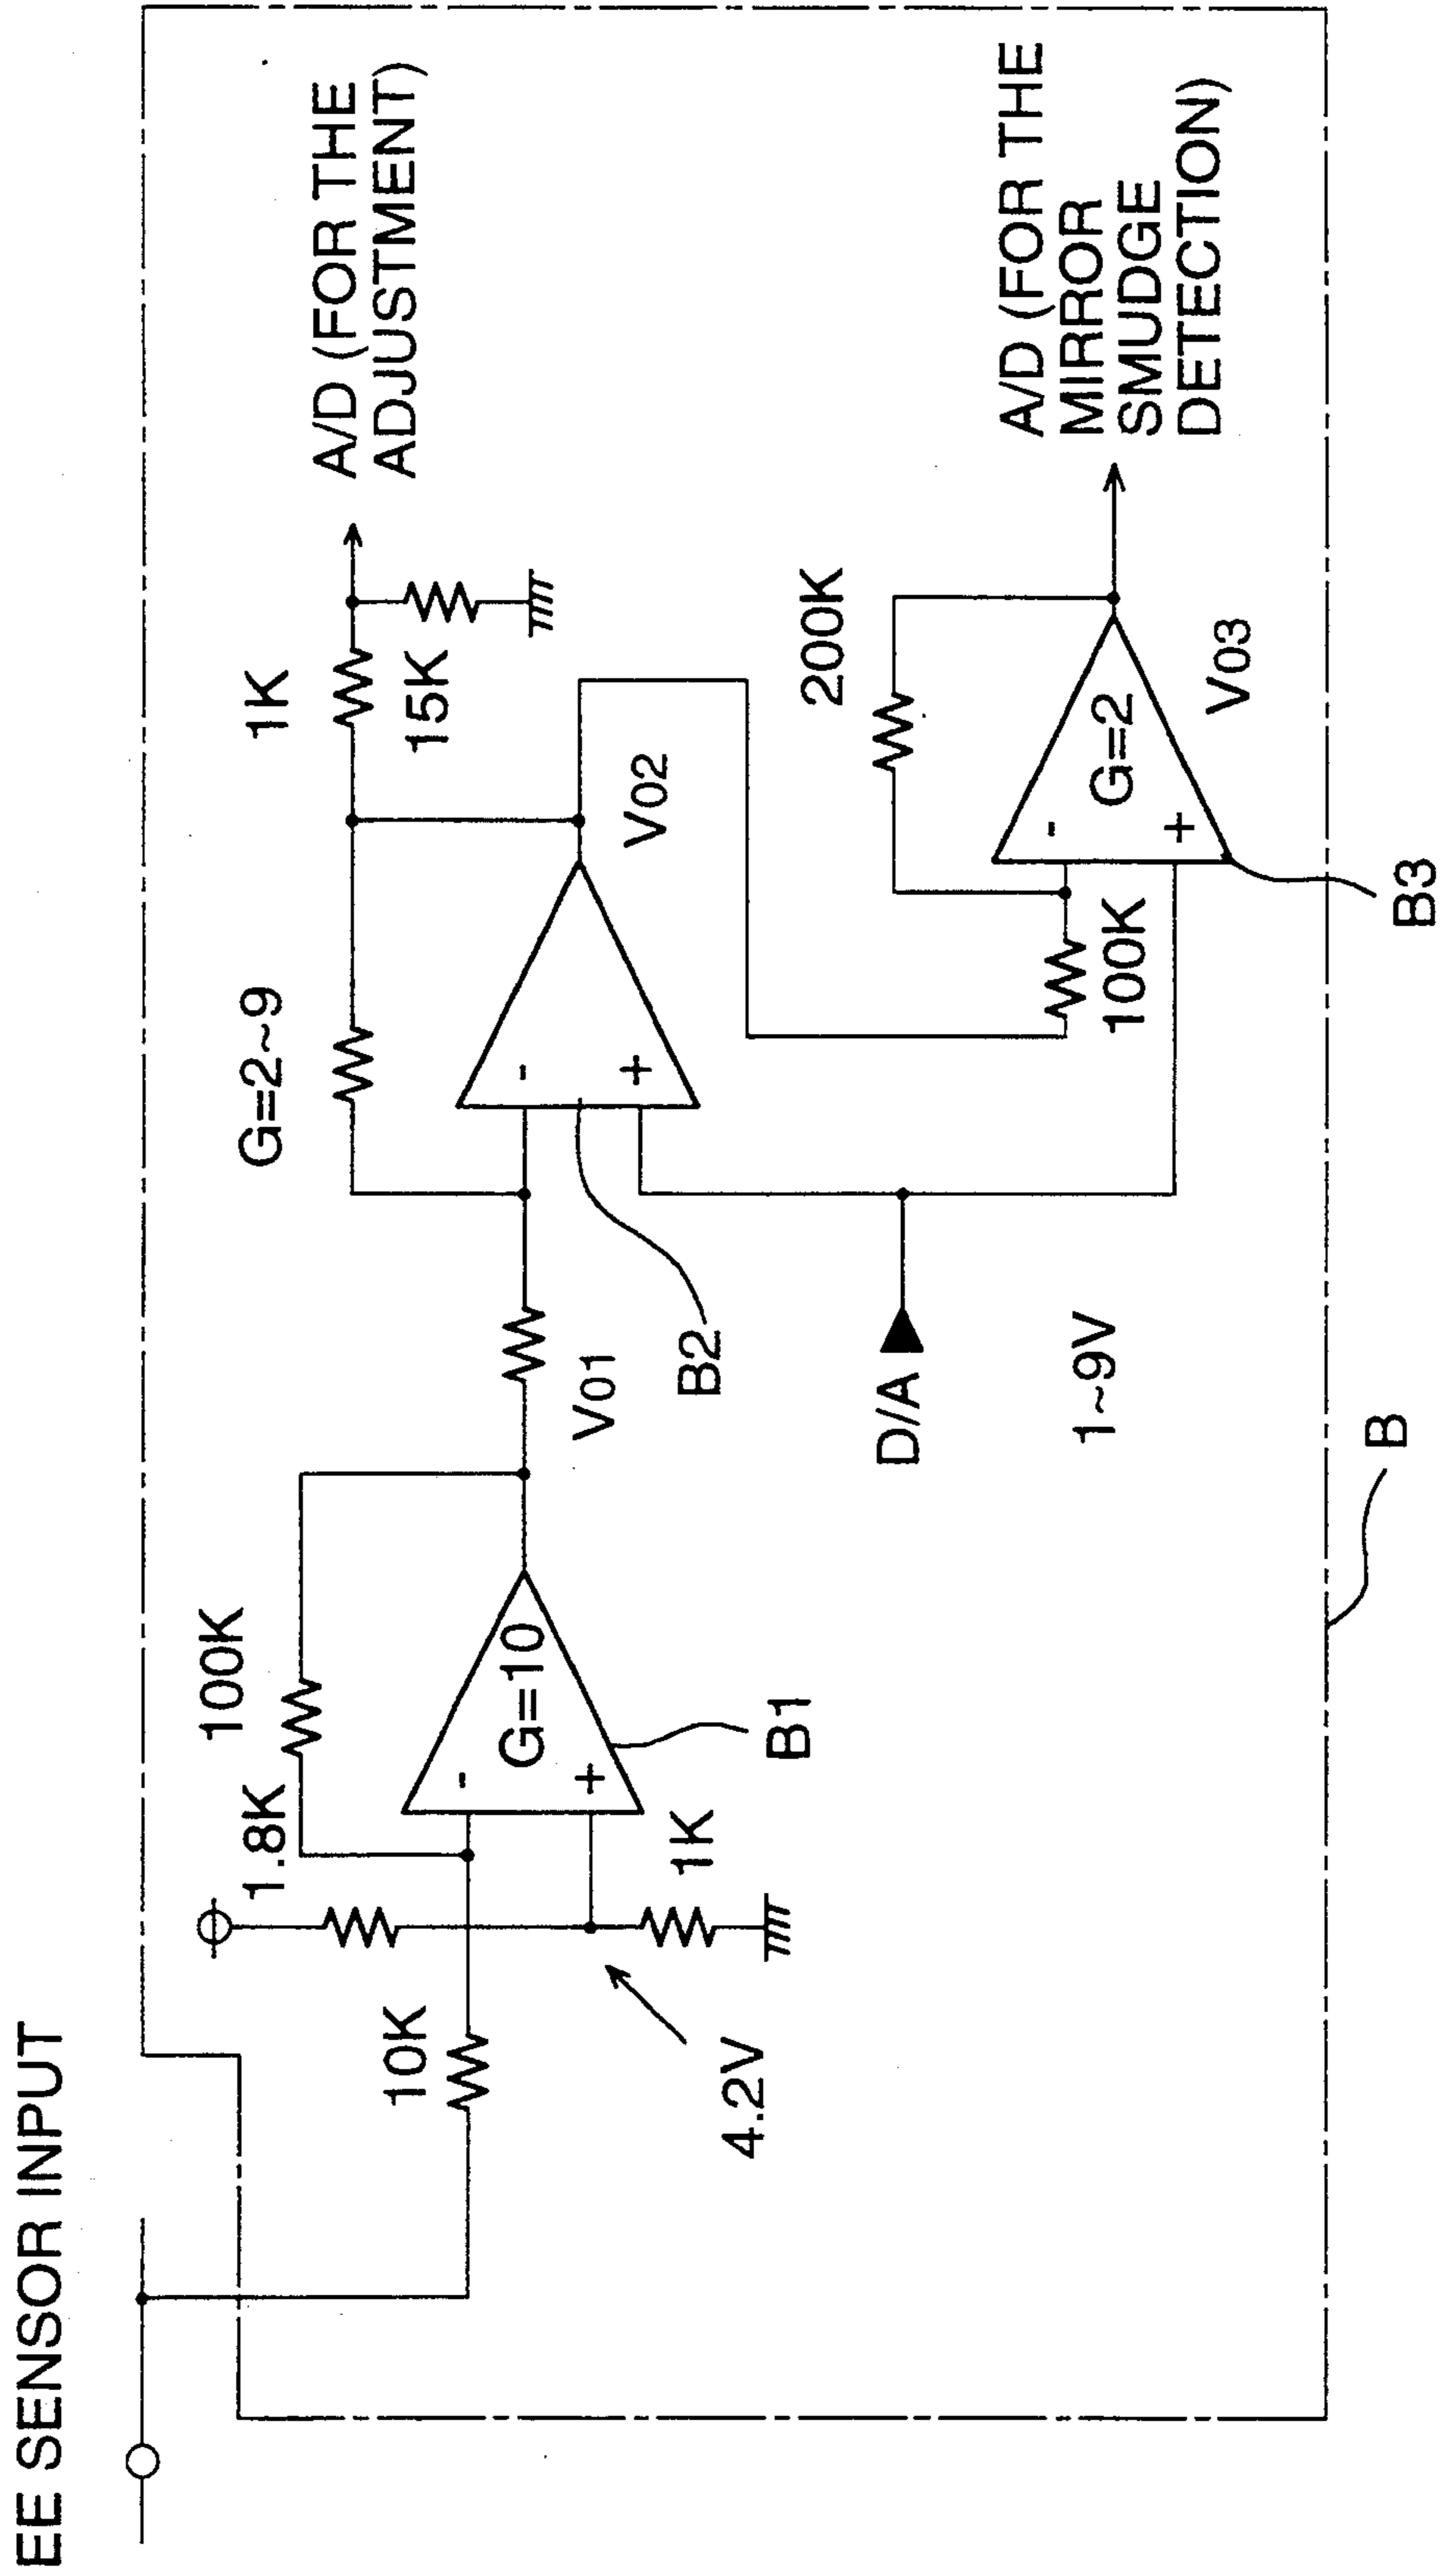 EE SENSOR INPUT
10K
4.2V
1.8K
100K
G=10
-
+
1K
B1
V01
B2
G=2~9
-
+
V02
1K
15K
A/D (FOR THE
ADJUSTMENT)
D/A
1~9V
100K
200K
-
+
G=2
V03
B3
A/D (FOR THE
MIRROR
SMUDGE
DETECTION)
B